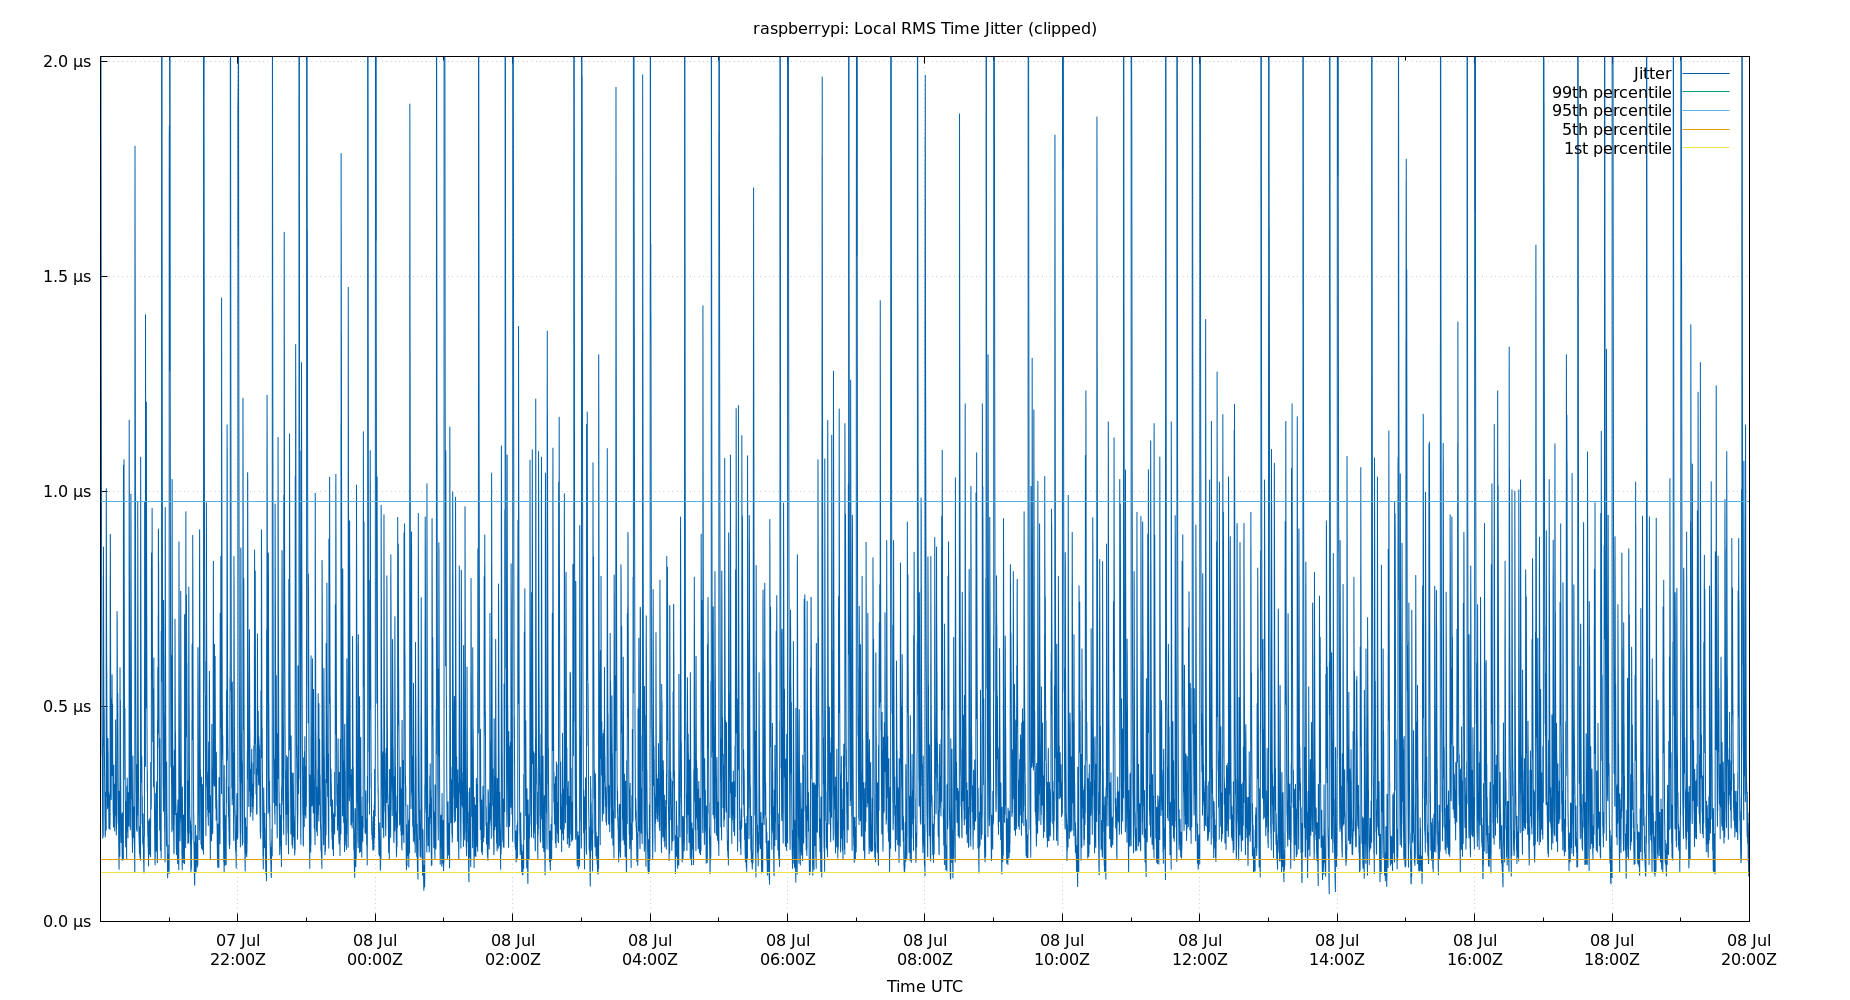 raspberrypi: Local RMS Time Jitter (clipped)
2.0 µs
1.5 µs
1.0 µs
0.5 µs
0.0 µs
Jitter
99th percentile
95th percentile
5th percentile
1st percentile
07 Jul 08 Jul 08 Jul 08 Jul 08 Jul 08 Jul 08 Jul 08 Jul 08 Jul 08 Jul 08 Jul 08 Jul
22:00Z 00:00Z 02:00Z 04:00Z 06:00Z 08:00Z 10:00Z 12:00Z 14:00Z 16:00Z 18:00Z 20:00Z
Time UTC